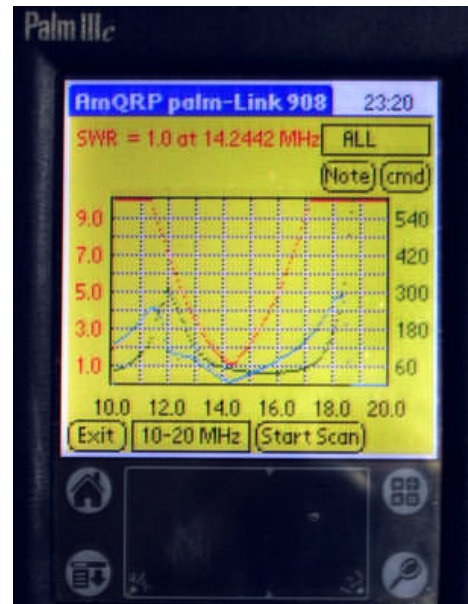 Palm IIIc
AmQRP palm-Link 908 23:20
SWR = 1.0 at 14.2442 MHz ALL
Note cmd
9.0 540
7.0 420
5.0 300
3.0 180
1.0 60
10.0 12.0 14.0 16.0 18.0 20.0
Exit 10-20 MHz Start Scan